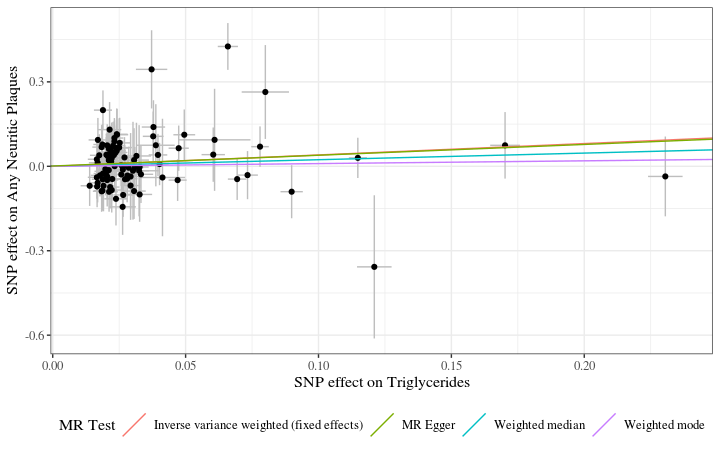 SNP effect on Any Neuritic Plaques
0.3
0.0
-0.3
-0.6
0.00 0.05 0.10 0.15 0.20
SNP effect on Triglycerides
MR Test Inverse variance weighted (fixed effects) MR Egger Weighted median Weighted mode